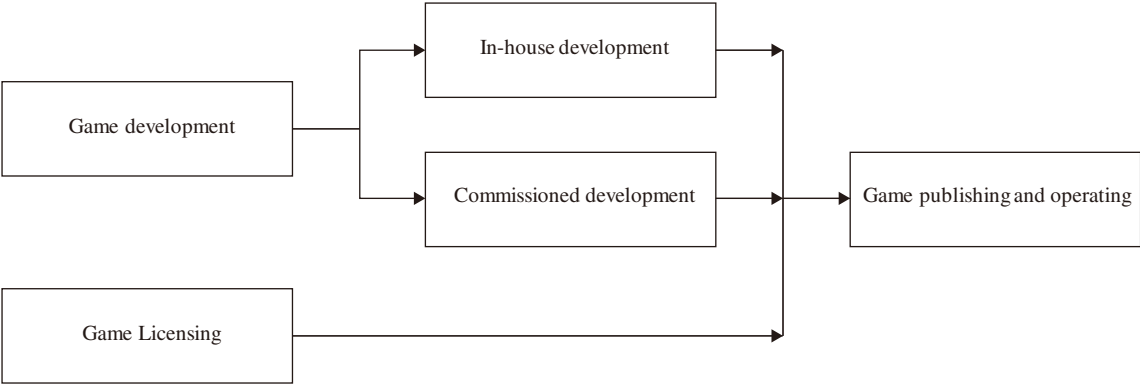 In-house development
Game development
Commissioned development
Game publishing and operating
Game Licensing